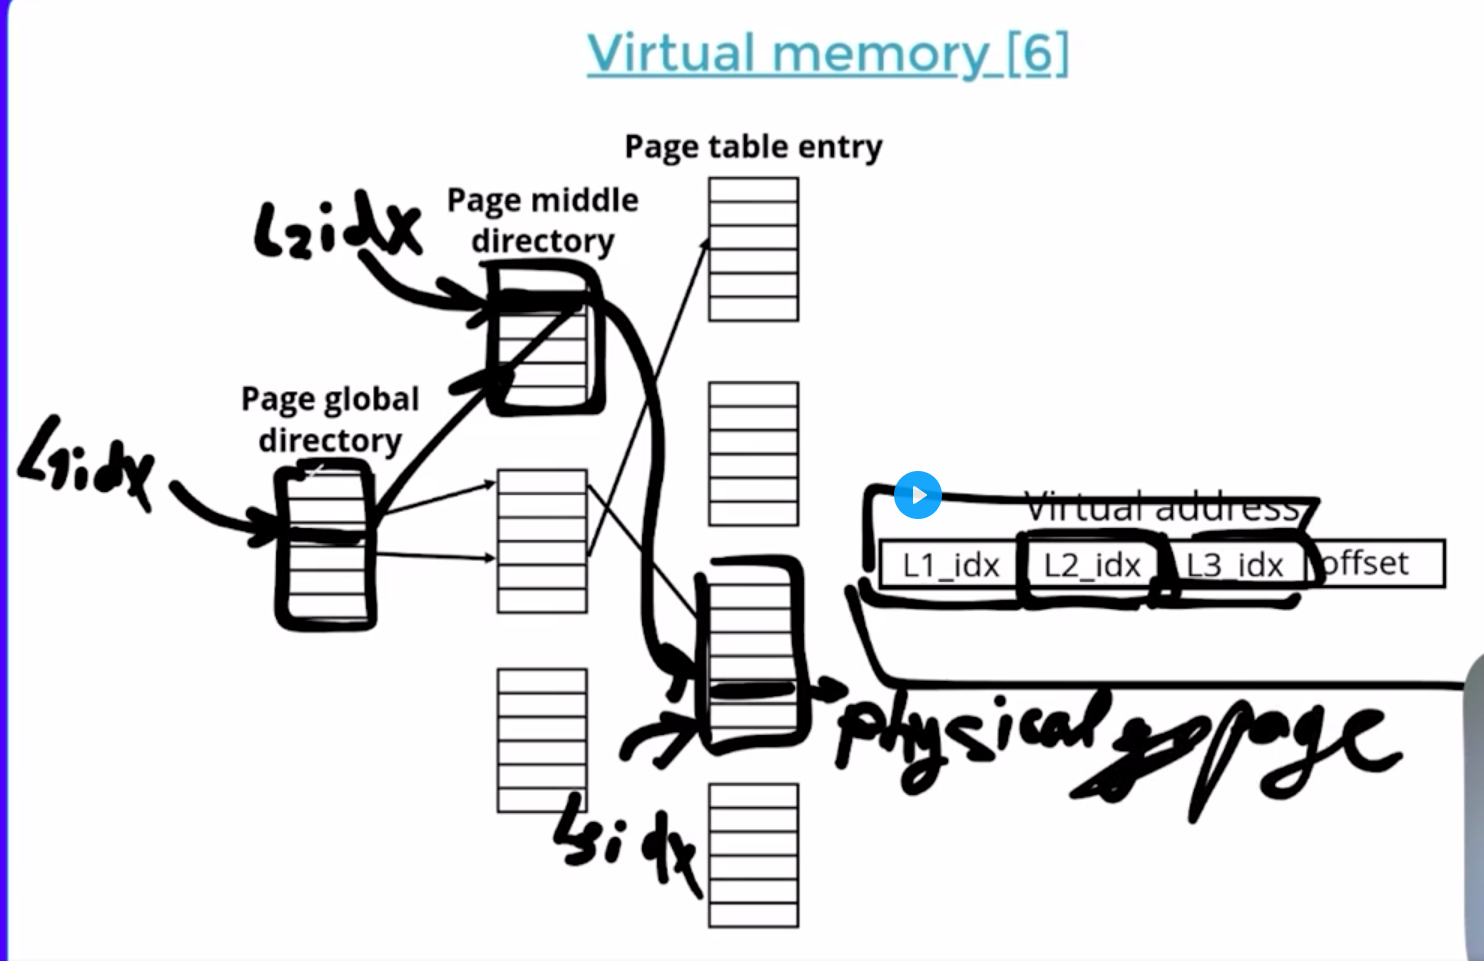 Virtual memory [6]
Page table entry
Page middle
directory
L2idx
Page global
directory
L1idx
Virtual address
L1_idx L2_idx L3_idx offset
physical page
L3idx